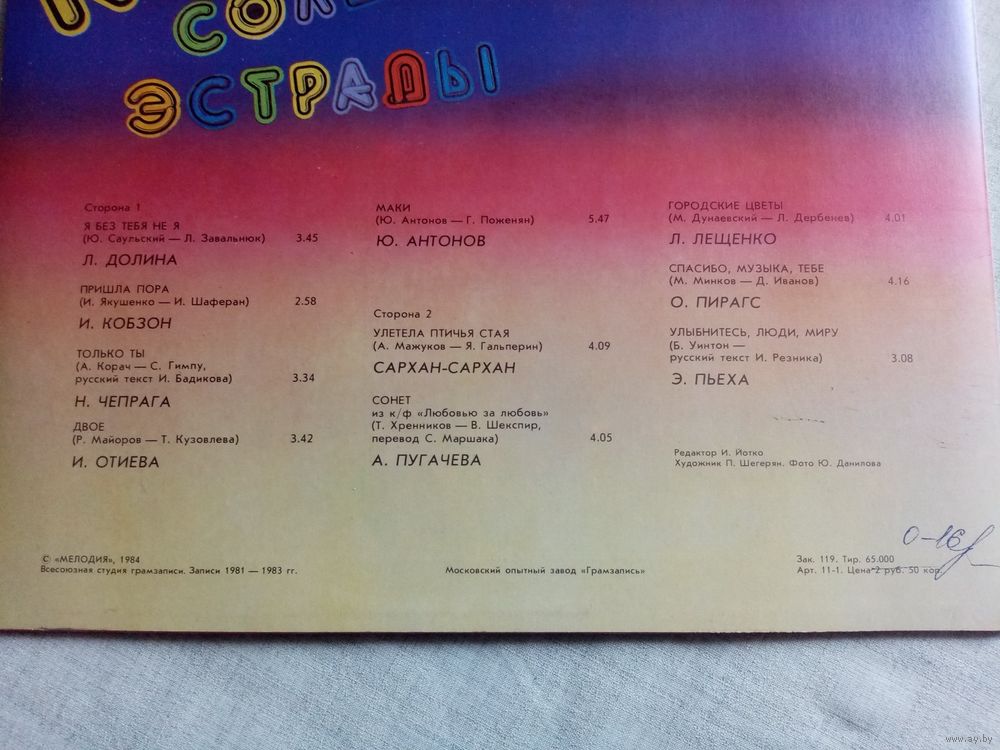 ЭСТРАДЫ
Сторона 1
Я БЕЗ ТЕБЯ НЕ Я
(Ю. Саульский — Л. Завальнюк) 3.45
Л. ДОЛИНА
ПРИШЛА ПОРА
(И. Якушенко — И. Шаферан) 2.58
И. КОБЗОН
ТОЛЬКО ТЫ
(А. Корач — С. Гимпу,
русский текст И. Бадикова) 3.34
Н. ЧЕПРАГА
ДВОЕ
(Р. Майоров — Т. Кузовлева) 3.42
И. ОТИЕВА
МАКИ
(Ю. Антонов — Г. Поженян) 5.47
Ю. АНТОНОВ
Сторона 2
УЛЕТЕЛА ПТИЧЬЯ СТАЯ
(А. Мажуков — Я. Гальперин) 4.09
САРХАН-САРХАН
СОНЕТ
из к/ф «Любовью за любовь»
(Т. Хренников — В. Шекспир,
перевод С. Маршака) 4.05
А. ПУГАЧЕВА
ГОРОДСКИЕ ЦВЕТЫ
(М. Дунаевский — Л. Дербенев) 4.01
Л. ЛЕЩЕНКО
СПАСИБО, МУЗЫКА, ТЕБЕ
(М. Минков — Д. Иванов) 4.16
О. ПИРАГС
УЛЫБНИТЕСЬ, ЛЮДИ, МИРУ
(Б. Уинтон —
русский текст И. Резника) 3.08
Э. ПЬЕХА
Редактор И. Йотко
Художник П. Шегерян. Фото Ю. Данилова
0-16
© «МЕЛОДИЯ», 1984
Всесоюзная студия грамзаписи. Записи 1981 — 1983 гг.
Московский опытный завод «Грамзапись»
Зак. 119. Тир. 65.000
Арт. 11-1. Цена 2 руб. 50 коп.
www.ay.by